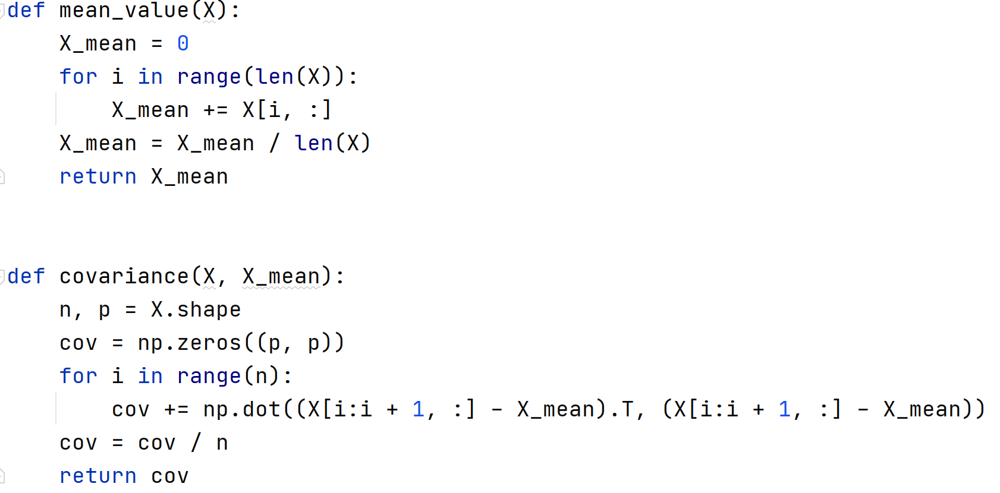 def mean_value(X):
    X_mean = 0
    for i in range(len(X)):
        X_mean += X[i, :]
    X_mean = X_mean / len(X)
    return X_mean
def covariance(X, X_mean):
    n, p = X.shape
    cov = np.zeros((p, p))
    for i in range(n):
        cov += np.dot((X[i:i + 1, :] - X_mean).T, (X[i:i + 1, :] - X_mean))
    cov = cov / n
    return cov